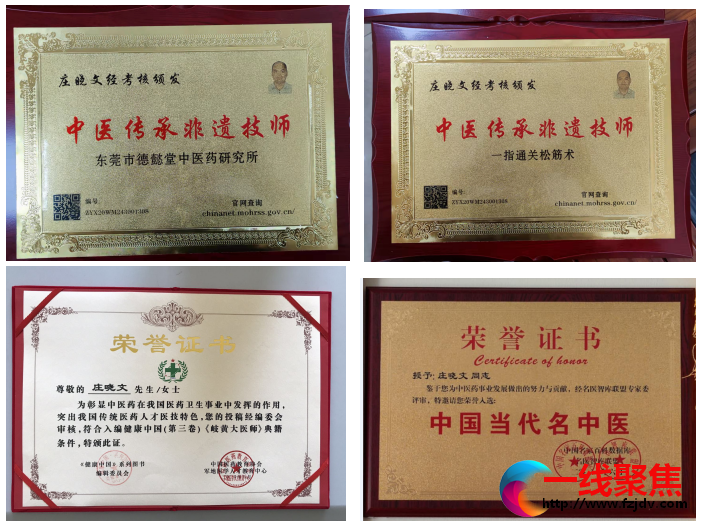 庄晓文经考核颁发
中医传承非遗技师
东莞市德懿堂中医药研究所
编号:
ZYX20WM243001308
官网查询
chinanet.mohrss.gov.cn/
庄晓文经考核颁发
中医传承非遗技师
一指通关松筋术
编号:
ZYX20WM243001308
官网查询
chinanet.mohrss.gov.cn/
荣誉证书
尊敬的 庄晓文 先生/女士
为彰显中医药在我国医药卫生事业中发挥的作用,
突出我国传统医药人才医技特色,您的投稿经编委会
审核,符合入编健康中国(第三卷)《岐黄大医师》典籍
条件,特颁此证。
《健康中国》系列图书
编辑委员会
荣誉证书
Certificate of honor
授予:庄晓文 同志
鉴于您为中医药事业发展做出的努力与贡献,经名医智库联盟专家委
评审,特邀请您荣誉入编:
中国当代名中医
一线聚焦
http://www.fzjdv.com